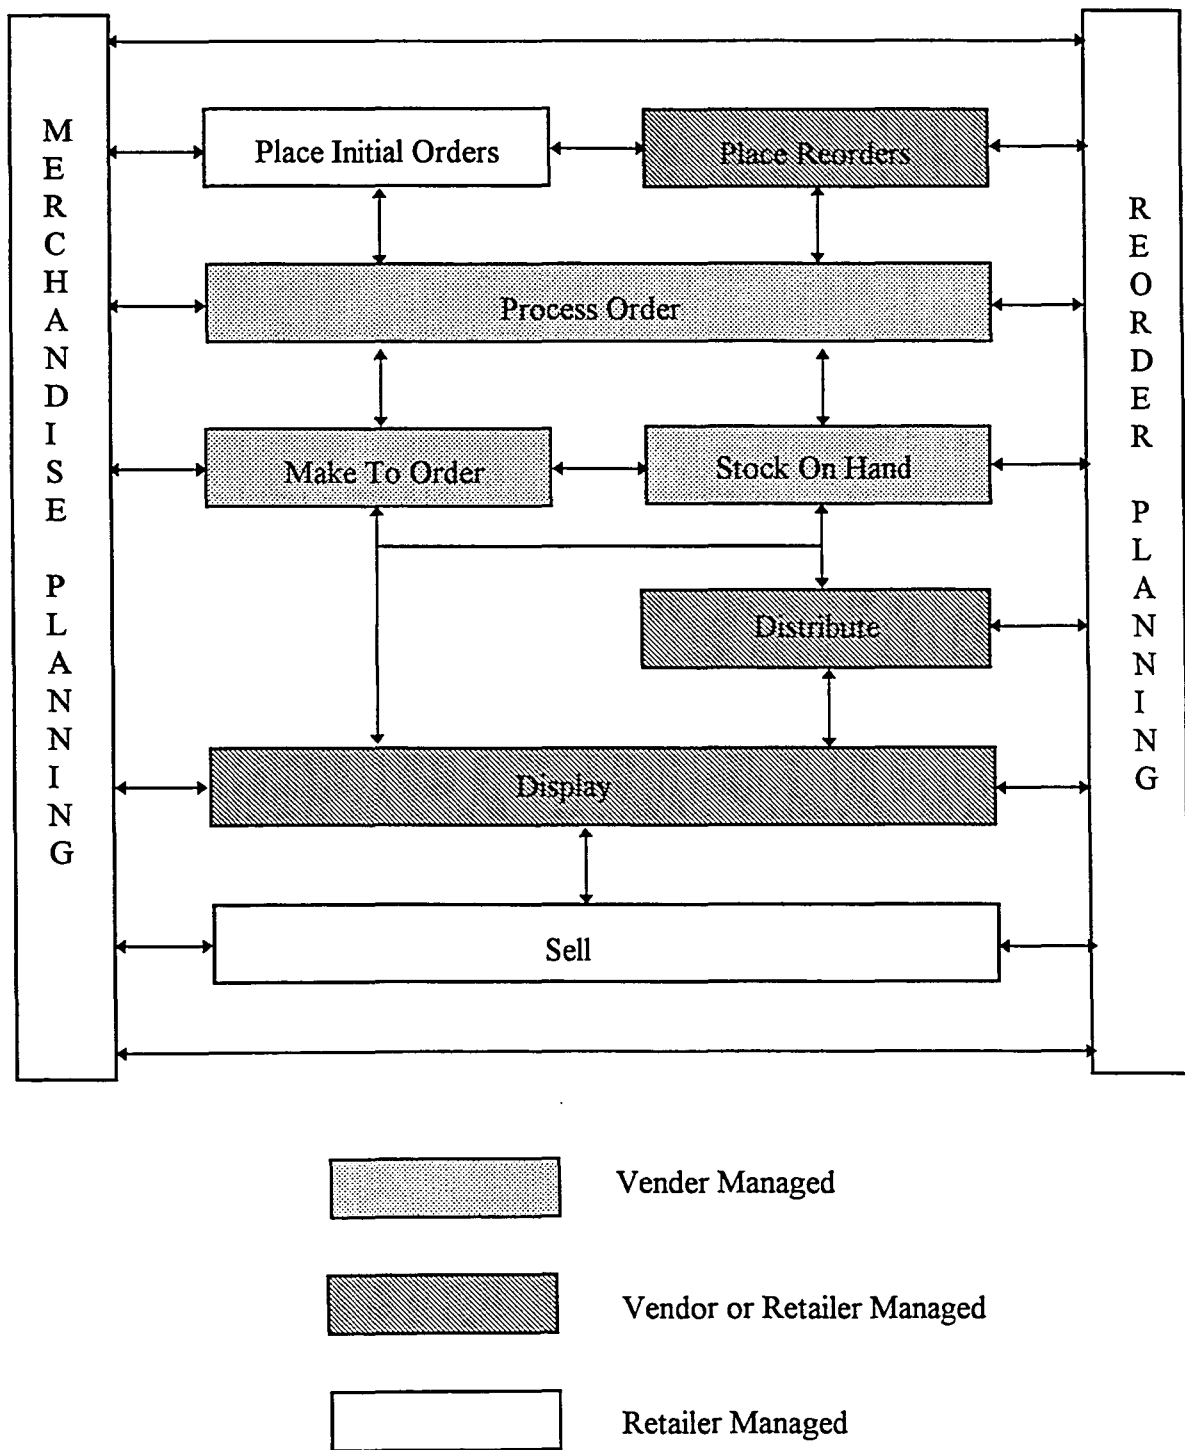 MERCHANDISE PLANNING
Place Initial Orders
Place Reorders
REORDER PLANNING
Process Order
Make To Order
Stock On Hand
Distribute
Display
Sell
Vender Managed
Vendor or Retailer Managed
Retailer Managed